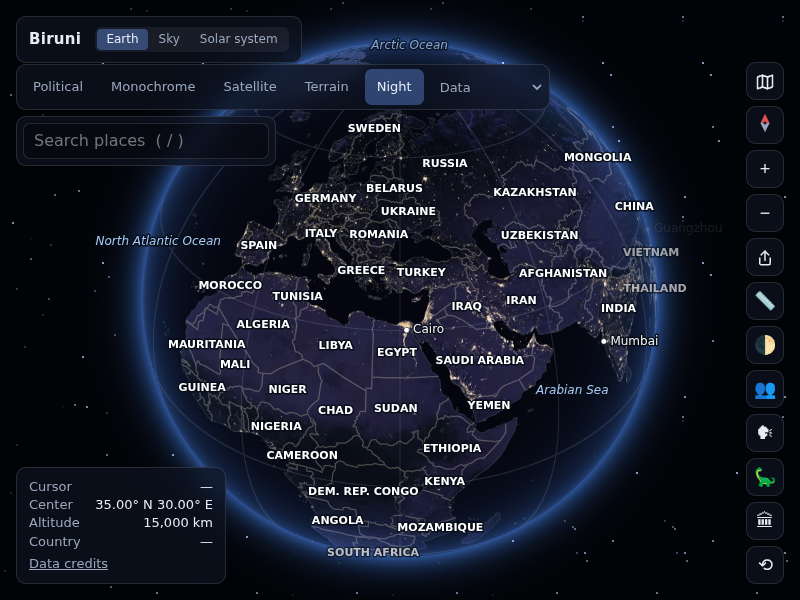 Biruni
Earth
Sky
Solar system
Political
Monochrome
Satellite
Terrain
Night
Data
Search places ( / )
Arctic Ocean
SWEDEN
RUSSIA
MONGOLIA
GERMANY
BELARUS
KAZAKHSTAN
CHINA
UKRAINE
Guangzhou
North Atlantic Ocean
SPAIN
ITALY
ROMANIA
UZBEKISTAN
VIETNAM
GREECE
TURKEY
AFGHANISTAN
MOROCCO
TUNISIA
THAILAND
IRAQ
IRAN
INDIA
ALGERIA
Cairo
MAURITANIA
LIBYA
EGYPT
Mumbai
MALI
SAUDI ARABIA
GUINEA
NIGER
Arabian Sea
CHAD
SUDAN
YEMEN
NIGERIA
CAMEROON
ETHIOPIA
KENYA
DEM. REP. CONGO
ANGOLA
MOZAMBIQUE
SOUTH AFRICA
Cursor —
Center 35.00° N 30.00° E
Altitude 15,000 km
Country —
Data credits